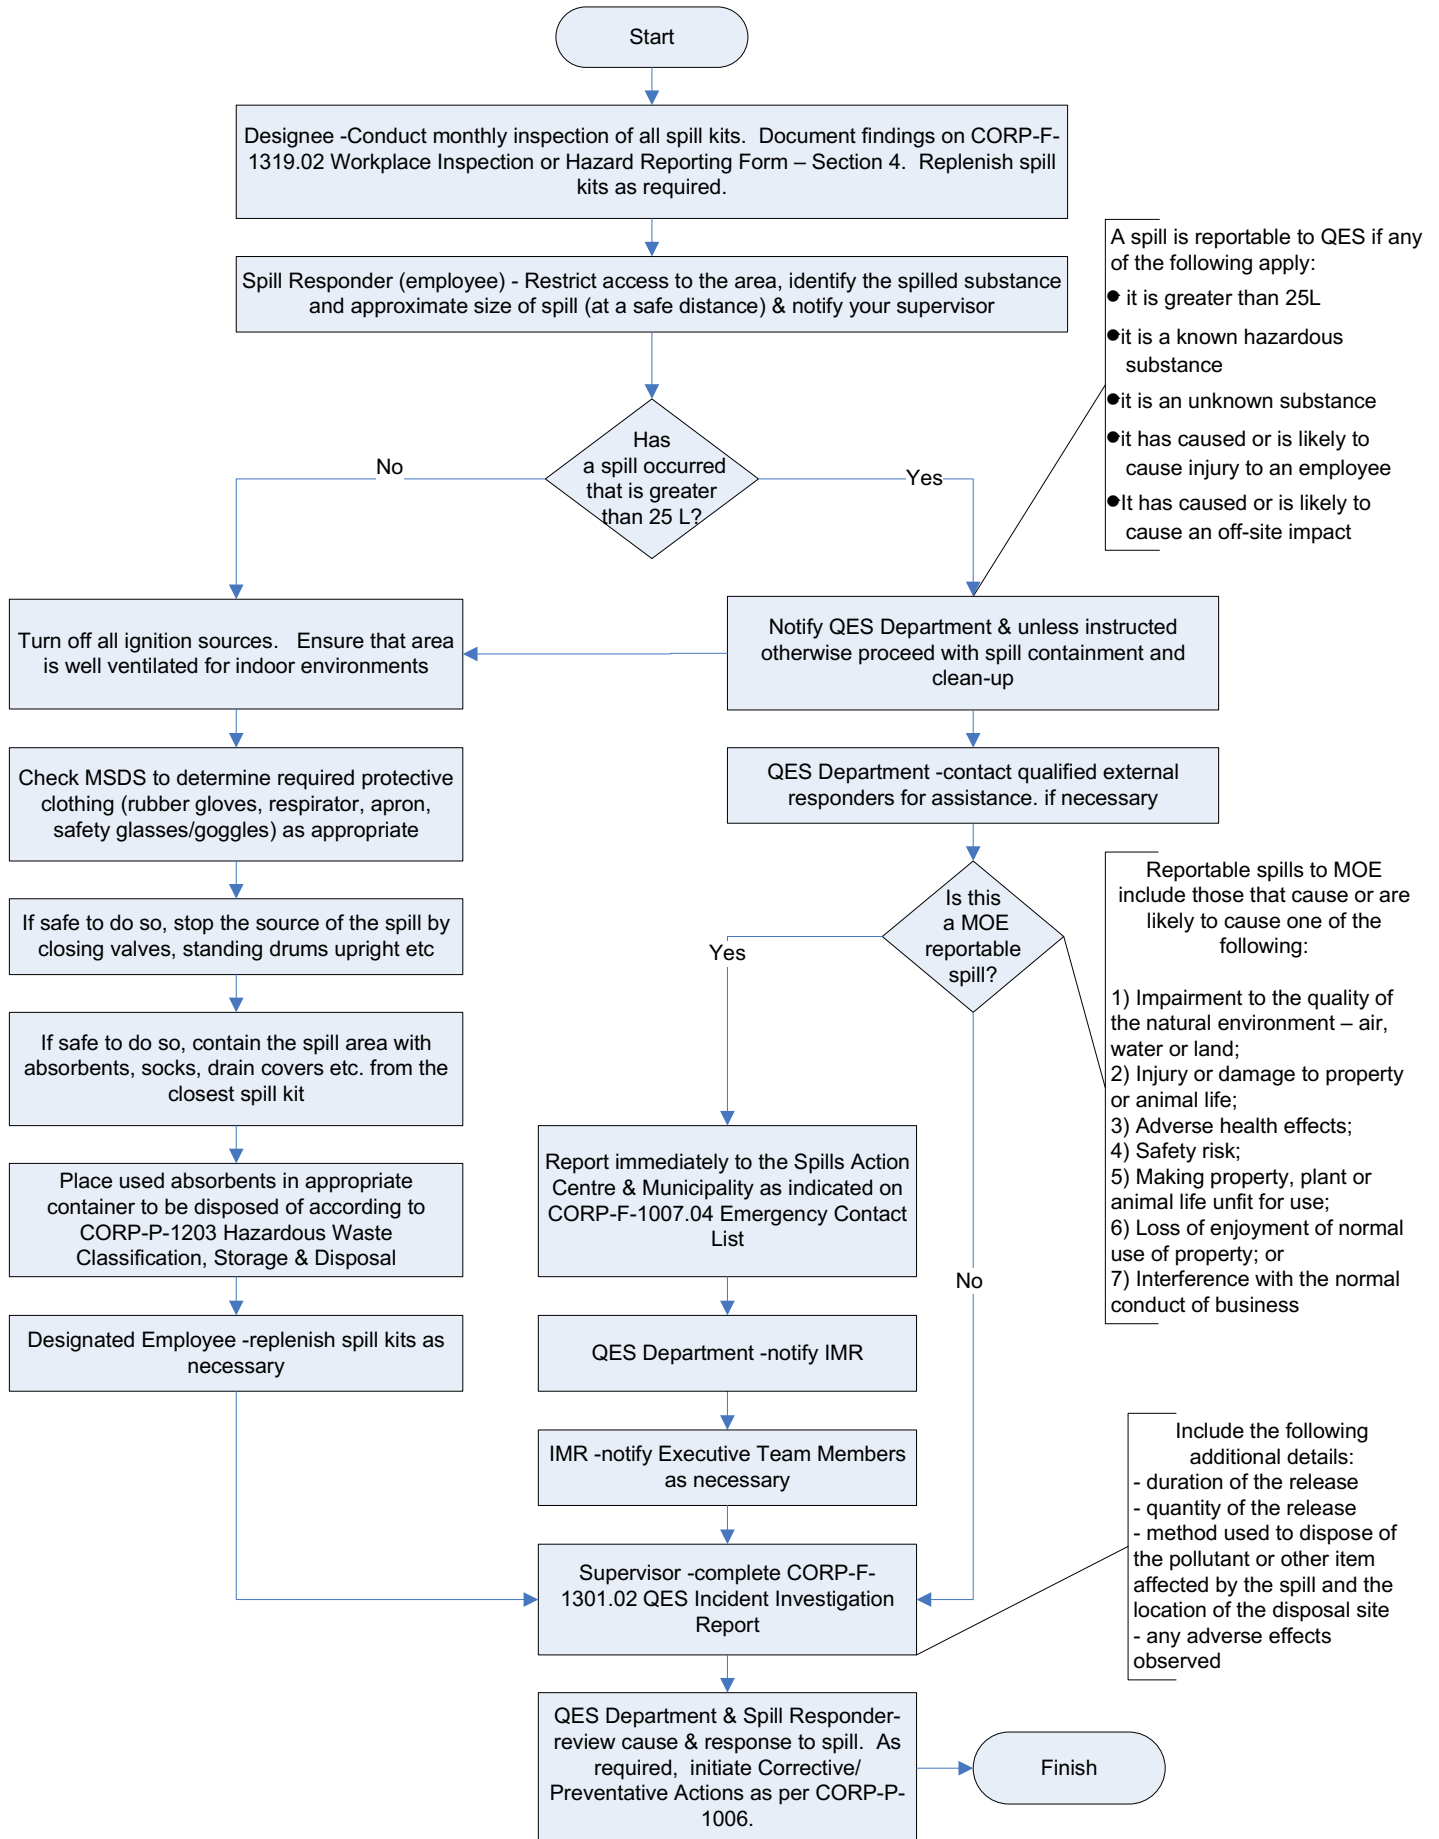 Start
Designee -Conduct monthly inspection of all spill kits.  Document findings on CORP-F-
1319.02 Workplace Inspection or Hazard Reporting Form – Section 4.  Replenish spill
kits as required.
Spill Responder (employee) - Restrict access to the area, identify the spilled substance
and approximate size of spill (at a safe distance) & notify your supervisor
A spill is reportable to QES if any
of the following apply:
● it is greater than 25L
●it is a known hazardous
substance
●it is an unknown substance
●it has caused or is likely to
cause injury to an employee
●It has caused or is likely to
cause an off-site impact
Has
a spill occurred
that is greater
than 25 L?
No
Yes
Turn off all ignition sources.   Ensure that area
is well ventilated for indoor environments
Notify QES Department & unless instructed
otherwise proceed with spill containment and
clean-up
Check MSDS to determine required protective
clothing (rubber gloves, respirator, apron,
safety glasses/goggles) as appropriate
QES Department -contact qualified external
responders for assistance. if necessary
If safe to do so, stop the source of the spill by
closing valves, standing drums upright etc
Is this
a MOE
reportable
spill?
Yes
No
Reportable spills to MOE
include those that cause or are
likely to cause one of the
following:
1) Impairment to the quality of
the natural environment – air,
water or land;
2) Injury or damage to property
or animal life;
3) Adverse health effects;
4) Safety risk;
5) Making property, plant or
animal life unfit for use;
6) Loss of enjoyment of normal
use of property; or
7) Interference with the normal
conduct of business
If safe to do so, contain the spill area with
absorbents, socks, drain covers etc. from the
closest spill kit
Place used absorbents in appropriate
container to be disposed of according to
CORP-P-1203 Hazardous Waste
Classification, Storage & Disposal
Report immediately to the Spills Action
Centre & Municipality as indicated on
CORP-F-1007.04 Emergency Contact
List
Designated Employee -replenish spill kits as
necessary
QES Department -notify IMR
IMR -notify Executive Team Members
as necessary
Include the following
additional details:
- duration of the release
- quantity of the release
- method used to dispose of
the pollutant or other item
affected by the spill and the
location of the disposal site
- any adverse effects
observed
Supervisor -complete CORP-F-
1301.02 QES Incident Investigation
Report
QES Department & Spill Responder-
review cause & response to spill.  As
required,  initiate Corrective/
Preventative Actions as per CORP-P-
1006.
Finish